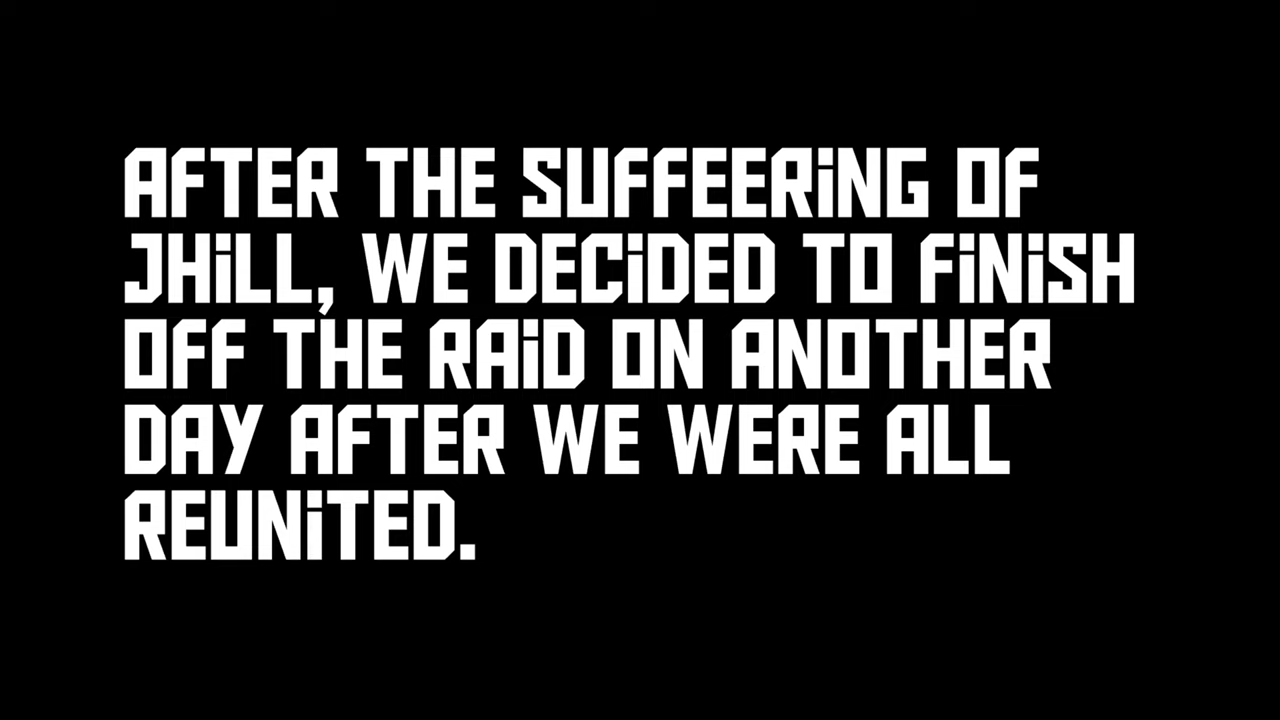 AFTER THE SUFFEERiNG OF
JHiLL, WE DECiDED TO FiNiSH
OFF THE RAiD ON ANOTHER
DAY AFTER WE WERE ALL
REUNiTED.